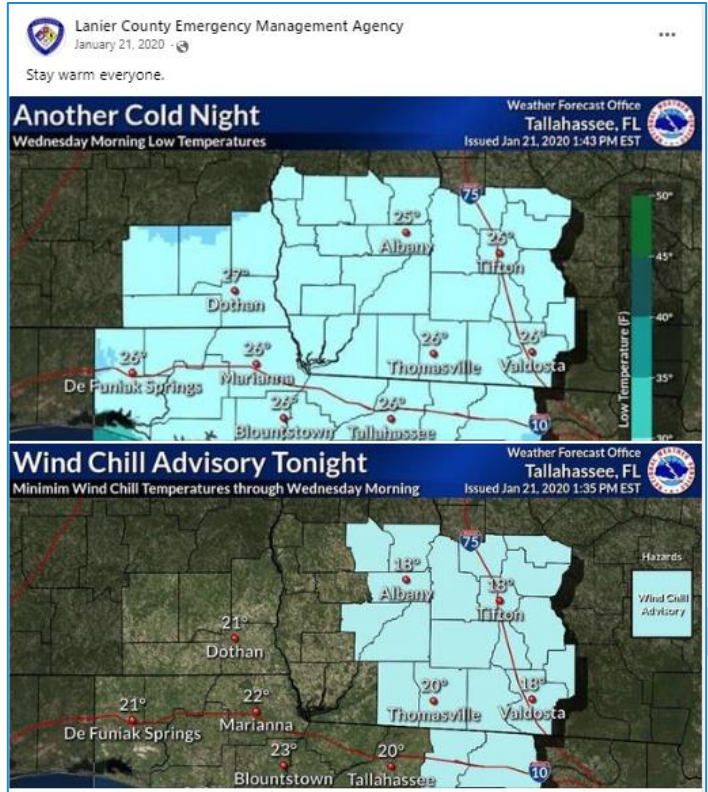 Lanier County Emergency Management Agency
January 21, 2020 ·
Stay warm everyone.
Another Cold Night
Wednesday Morning Low Temperatures
Weather Forecast Office
Tallahassee, FL
Issued Jan 21, 2020 1:43 PM EST
75
25°
Albany
26°
Tifton
27°
Dothan
26°
De Funiak Springs
26°
Marianna
26°
Thomasville
26°
Valdosta
26°
Blountstown
26°
Tallahassee
10
50°
45°
40°
35°
30°
Low Temperature (F)
Wind Chill Advisory Tonight
Minimim Wind Chill Temperatures through Wednesday Morning
Weather Forecast Office
Tallahassee, FL
Issued Jan 21, 2020 1:35 PM EST
75
Hazards
Wind Chill
Advisory
18°
Albany
18°
Tifton
21°
Dothan
21°
De Funiak Springs
22°
Marianna
20°
Thomasville
18°
Valdosta
23°
Blountstown
20°
Tallahassee
10